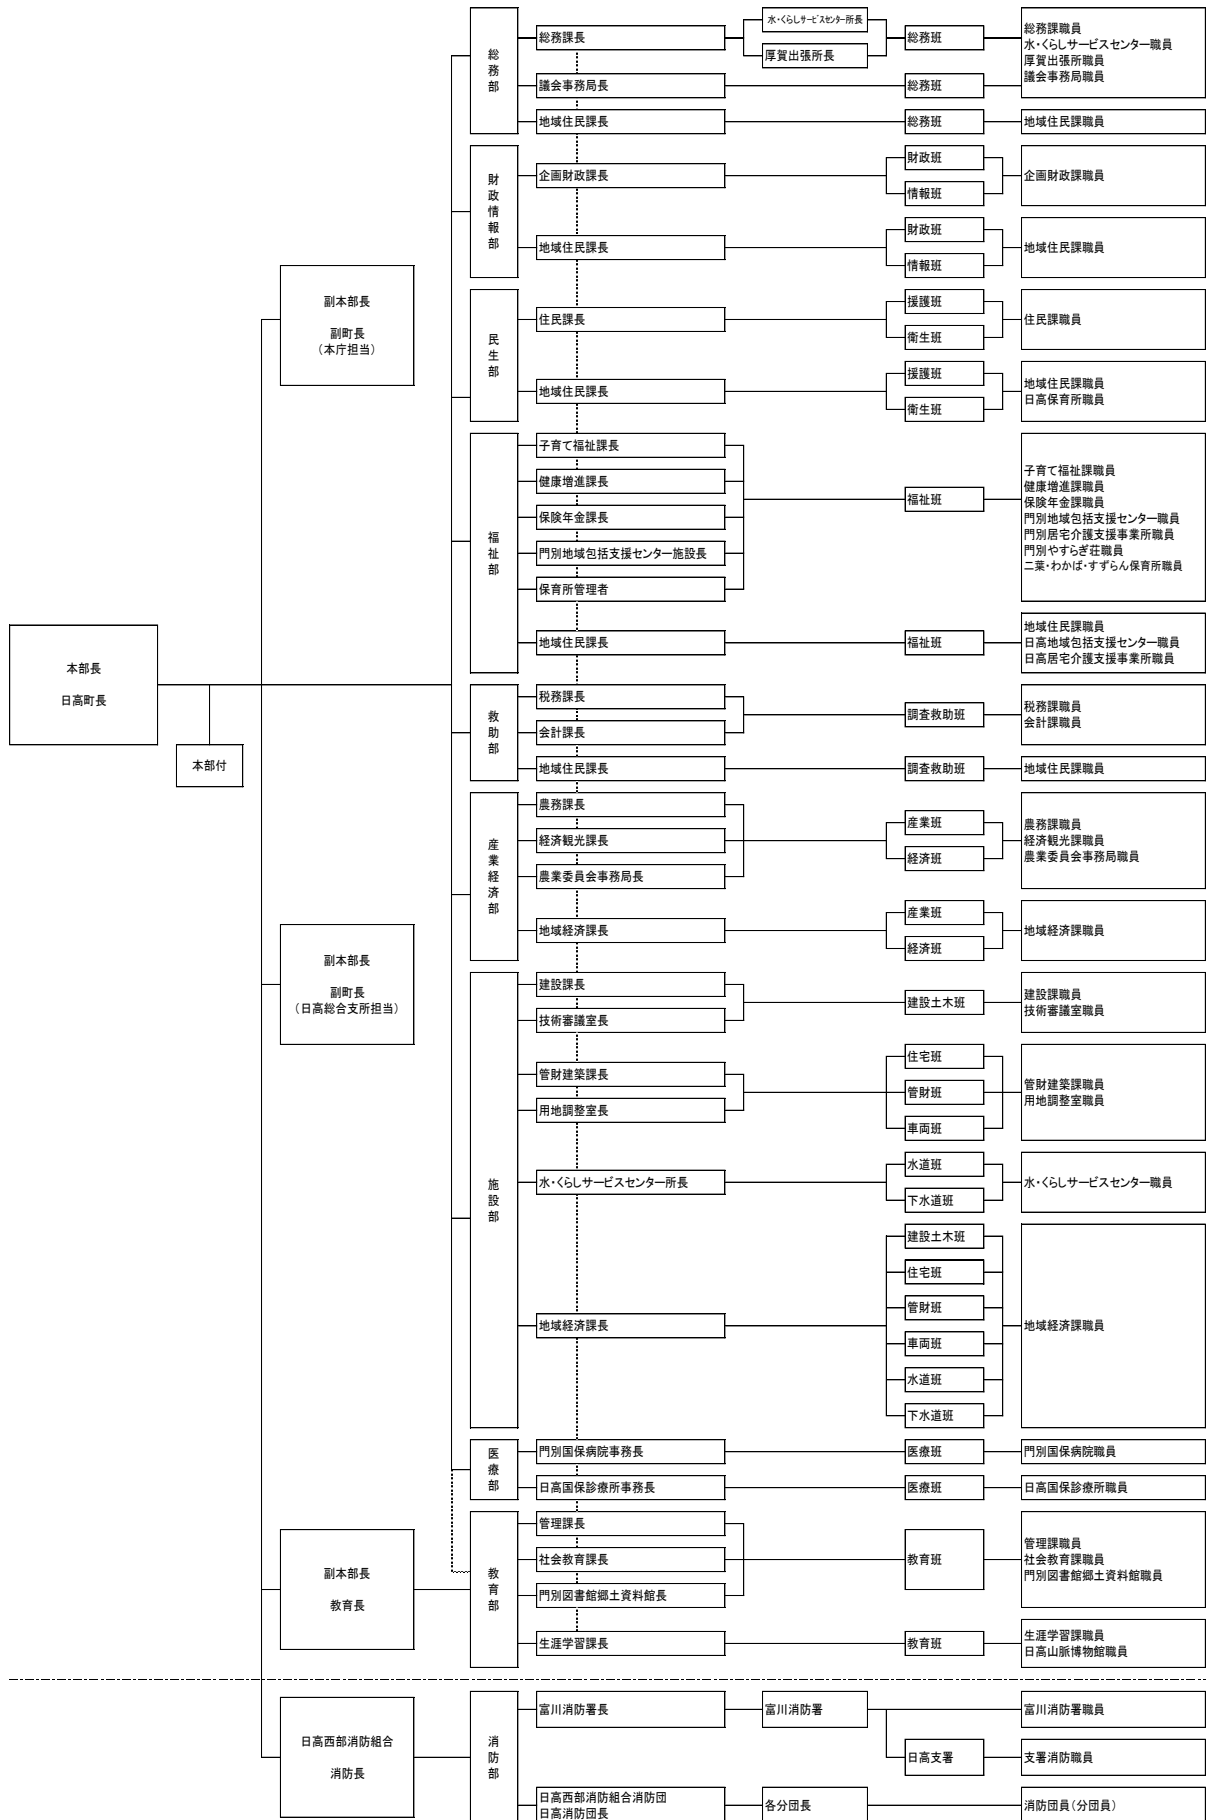 本部長
日高町長
本部付
副本部長
副町長
(本庁担当)
副本部長
副町長
(日高総合支所担当)
副本部長
教育長
日高西部消防組合
消防長
総務部
総務課長
水・くらしサービスセンター所長
厚賀出張所長
総務班
総務課職員
水・くらしサービスセンター職員
厚賀出張所職員
議会事務局職員
議会事務局長
総務班
地域住民課長
総務班
地域住民課職員
財政情報部
企画財政課長
財政班
情報班
企画財政課職員
地域住民課長
財政班
情報班
地域住民課職員
民生部
住民課長
援護班
衛生班
住民課職員
地域住民課長
援護班
衛生班
地域住民課職員
日高保育所職員
福祉部
子育て福祉課長
健康増進課長
保険年金課長
門別地域包括支援センター施設長
保育所管理者
福祉班
子育て福祉課職員
健康増進課職員
保険年金課職員
門別地域包括支援センター職員
門別居宅介護支援事業所職員
門別やすらぎ荘職員
二葉・わかば・すずらん保育所職員
地域住民課長
福祉班
地域住民課職員
日高地域包括支援センター職員
日高居宅介護支援事業所職員
救助部
税務課長
会計課長
調査救助班
税務課職員
会計課職員
地域住民課長
調査救助班
地域住民課職員
産業経済部
農務課長
経済観光課長
農業委員会事務局長
産業班
経済班
農務課職員
経済観光課職員
農業委員会事務局職員
地域経済課長
産業班
経済班
地域経済課職員
施設部
建設課長
技術審議室長
建設土木班
建設課職員
技術審議室職員
管財建築課長
用地調整室長
住宅班
管財班
車両班
管財建築課職員
用地調整室職員
水・くらしサービスセンター所長
水道班
下水道班
水・くらしサービスセンター職員
地域経済課長
建設土木班
住宅班
管財班
車両班
水道班
下水道班
地域経済課職員
医療部
門別国保病院事務長
医療班
門別国保病院職員
日高国保診療所事務長
医療班
日高国保診療所職員
教育部
管理課長
社会教育課長
門別図書館郷土資料館長
教育班
管理課職員
社会教育課職員
門別図書館郷土資料館職員
生涯学習課長
教育班
生涯学習課職員
日高山脈博物館職員
消防部
富川消防署長
富川消防署
富川消防署職員
日高支署
支署消防職員
日高西部消防組合消防団
日高消防団長
各分団長
消防団員(分団員)